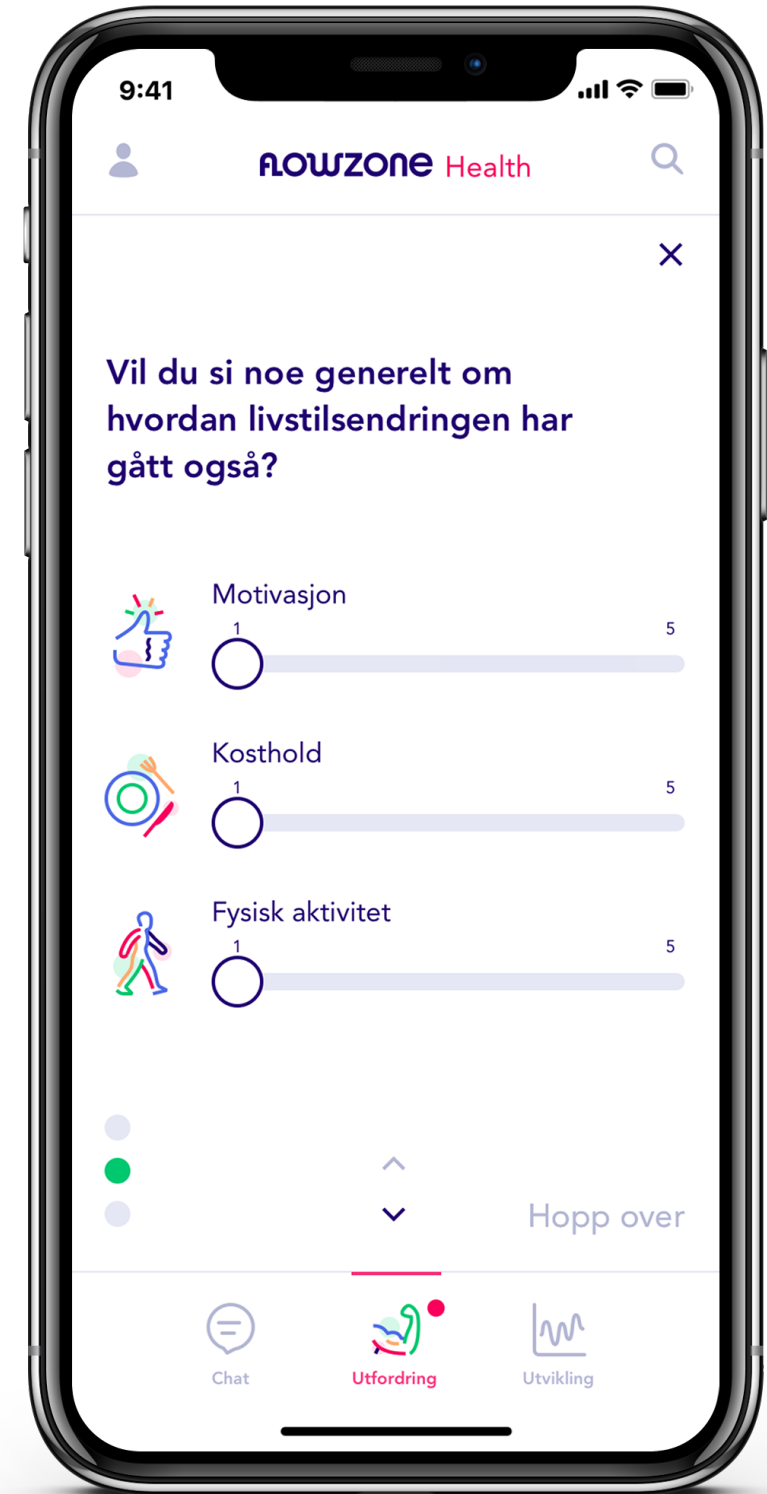 9:41
flowzone Health
Vil du si noe generelt om
hvordan livstilsendringen har
gått også?
Motivasjon
1 5
Kosthold
1 5
Fysisk aktivitet
1 5
Hopp over
Chat Utfordring Utvikling